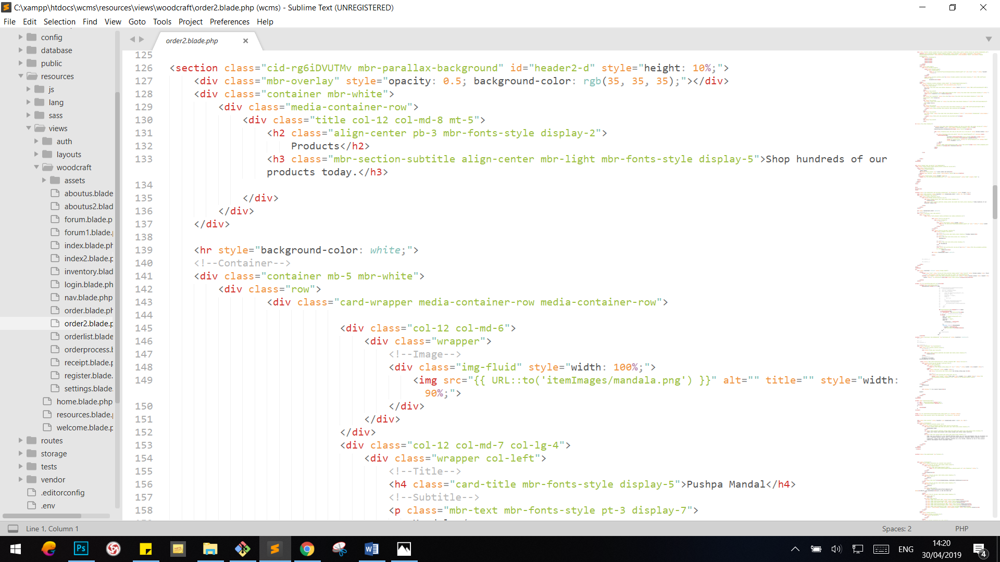 C:\xampp\htdocs\wcms\resources\views\woodcraft\order2.blade.php (wcms) - Sublime Text (UNREGISTERED)
File Edit Selection Find View Goto Tools Project Preferences Help
config
database
public
resources
js
lang
sass
views
auth
layouts
woodcraft
assets
aboutus.blade
aboutus2.blad
forum.blade.p
forum1.blade.
index.blade.ph
index2.blade.p
inventory.blad
login.blade.ph
nav.blade.php
order.blade.ph
order2.blade.p
orderlist.blade
orderprocess.b
receipt.blade.p
register.blade.
settings.blade.
home.blade.php
resources.blade.p
welcome.blade.p
routes
storage
tests
vendor
.editorconfig
.env
order2.blade.php
125
126 <section class="cid-rg6iDVUTMv mbr-parallax-background" id="header2-d" style="height: 10%;">
127 <div class="mbr-overlay" style="opacity: 0.5; background-color: rgb(35, 35, 35);"></div>
128 <div class="container mbr-white">
129 <div class="media-container-row">
130 <div class="title col-12 col-md-8 mt-5">
131 <h2 class="align-center pb-3 mbr-fonts-style display-2">
132 Products</h2>
133 <h3 class="mbr-section-subtitle align-center mbr-light mbr-fonts-style display-5">Shop hundreds of our
products today.</h3>
134
135 </div>
136 </div>
137 </div>
138
139 <hr style="background-color: white;">
140 <!--Container-->
141 <div class="container mb-5 mbr-white">
142 <div class="row">
143 <div class="card-wrapper media-container-row media-container-row">
144
145 <div class="col-12 col-md-6">
146 <div class="wrapper">
147 <!--Image-->
148 <div class="img-fluid" style="width: 100%;">
149 <img src="{{ URL::to('itemImages/mandala.png') }}" alt="" title="" style="width:
90%;">
150 </div>
151 </div>
152 </div>
153 <div class="col-12 col-md-7 col-lg-4">
154 <div class="wrapper col-left">
155 <!--Title-->
156 <h4 class="card-title mbr-fonts-style display-5">Pushpa Mandal</h4>
157 <!--Subtitle-->
158 <p class="mbr-text mbr-fonts-style pt-3 display-7">
Line 1, Column 1
Spaces: 2
PHP
Ps
ENG
14:20
30/04/2019
4